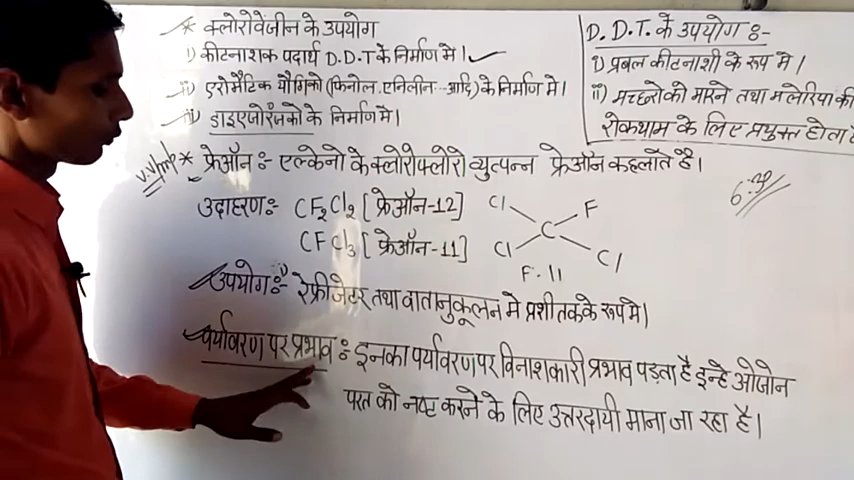 * क्लोरोवेंजीन के उपयोग
i) कीटनाशक पदार्थ D.D.T के निर्माण मे।
ii) एरोमैटिक यौगिको (फिनोल, एनिलीन...आदि) के निर्माण मे।
iii) डाइएजोरंजको के निर्माण मे।
D.D.T. के उपयोग :-
i) प्रबल कीटनाशी के रूप मे।
ii) मच्छरो को मारने तथा मलेरिया की
रोकथाम के लिए प्रयुक्त होता है
V.V.Imp * फ्रेऑन :- एल्केनो के क्लोरोफ्लोरो व्युत्पन्न फ्रेऑन कहलाते है।
उदाहरण : CF₂Cl₂ [फ्रेऑन-12]
CFCl₃ [फ्रेऑन-11]
Cl F
C
Cl Cl
F-11
उपयोग :- i) रेफ्रीजेटर तथा वातानुकूलन मे प्रशीतक के रूप मे।
पर्यावरण पर प्रभाव : इनका पर्यावरण पर विनाशकारी प्रभाव पड़ता है इन्हे ओजोन
परत को नष्ट करने के लिए उत्तरदायी माना जा रहा है।